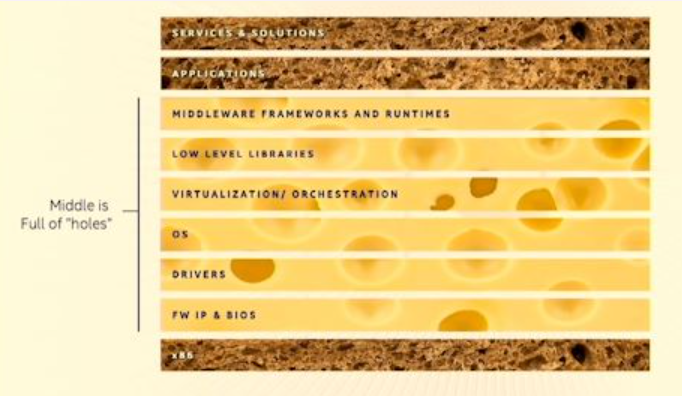 SERVICES & SOLUTIONS
APPLICATIONS
MIDDLEWARE FRAMEWORKS AND RUNTIMES
LOW LEVEL LIBRARIES
VIRTUALIZATION/ ORCHESTRATION
Middle is
Full of "holes"
OS
DRIVERS
FW IP & BIOS
x86